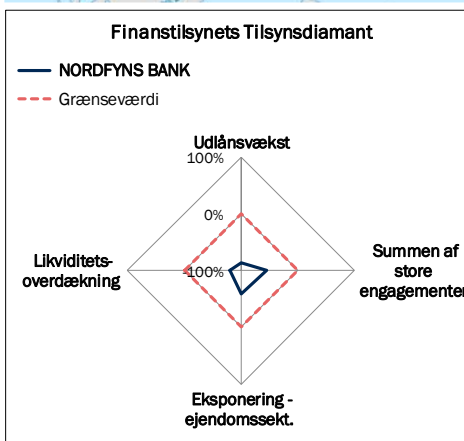 Finanstilsynets Tilsynsdiamant
NORDFYNS BANK
Grænseværdi
Udlånsvækst
100%
0%
-100%
Likviditets-
overdækning
Summen af
store
engagementer
Eksponering -
ejendomssekt.